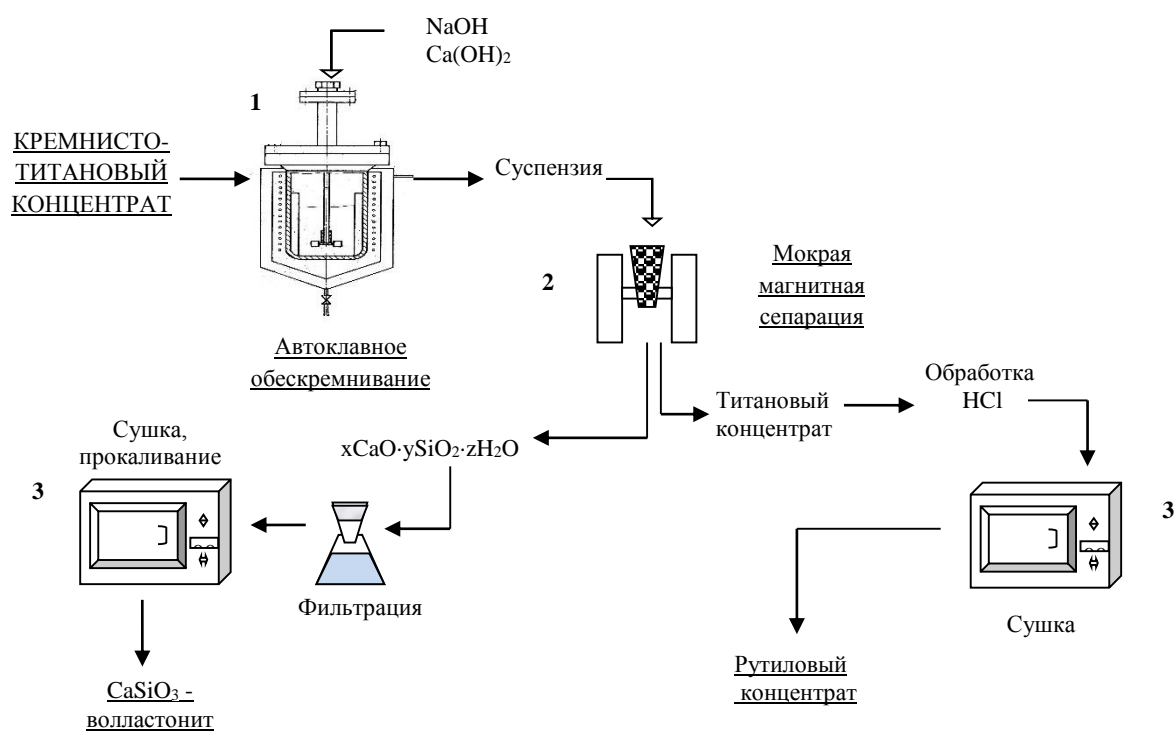 NaOH
Ca(OH)₂
1
КРЕМНИСТО-
ТИТАНОВЫЙ
КОНЦЕНТРАТ
Суспензия
2
Мокрая
магнитная
сепарация
Автоклавное
обескремнивание
Обработка
HCl
Титановый
концентрат
Сушка,
прокаливание
xCaO·ySiO₂·zH₂O
3
3
Фильтрация
Сушка
Рутиловый
концентрат
CaSiO₃ -
волластонит